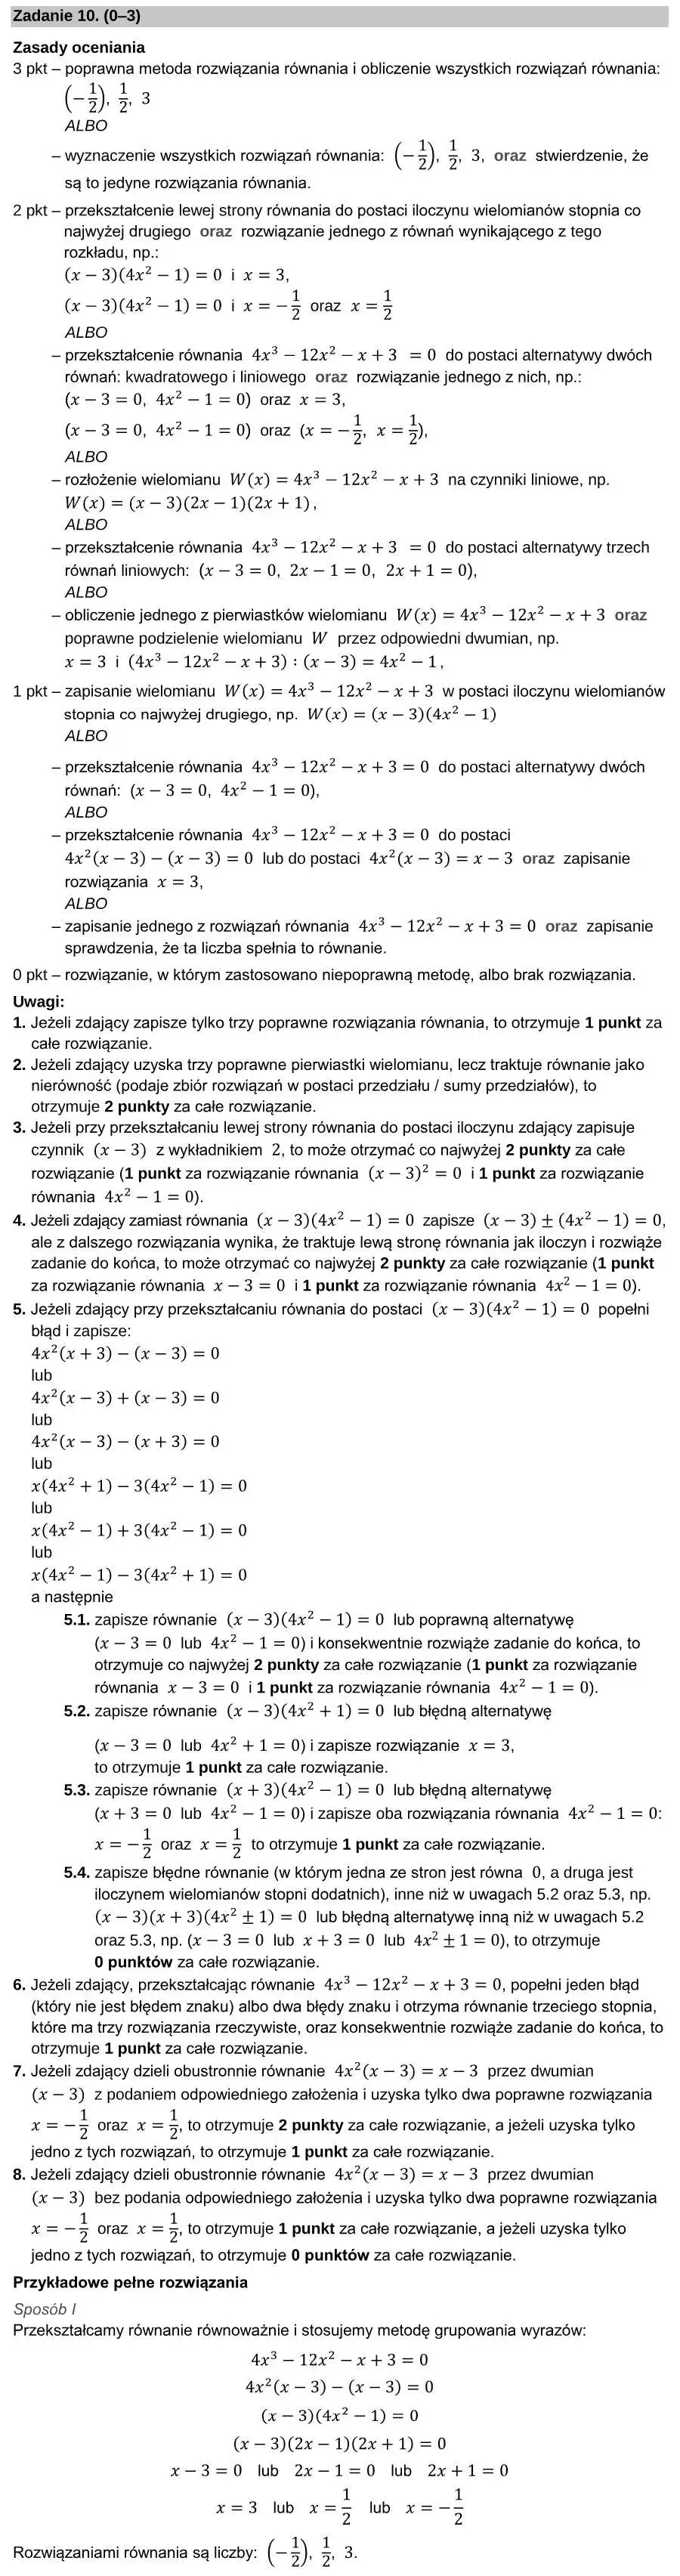 Zadanie 10. (0–3)
Zasady oceniania
3 pkt – poprawna metoda rozwiązania równania i obliczenie wszystkich rozwiązań równania:
(−1/2), 1/2, 3
ALBO
– wyznaczenie wszystkich rozwiązań równania: (−1/2), 1/2, 3, oraz stwierdzenie, że
są to jedyne rozwiązania równania.
2 pkt – przekształcenie lewej strony równania do postaci iloczynu wielomianów stopnia co
najwyżej drugiego oraz rozwiązanie jednego z równań wynikającego z tego
rozkładu, np.:
(x − 3)(4x² − 1) = 0 i x = 3,
(x − 3)(4x² − 1) = 0 i x = −1/2 oraz x = 1/2
ALBO
– przekształcenie równania 4x³ − 12x² − x + 3 = 0 do postaci alternatywy dwóch
równań: kwadratowego i liniowego oraz rozwiązanie jednego z nich, np.:
(x − 3 = 0, 4x² − 1 = 0) oraz x = 3,
(x − 3 = 0, 4x² − 1 = 0) oraz (x = −1/2, x = 1/2),
ALBO
– rozłożenie wielomianu W(x) = 4x³ − 12x² − x + 3 na czynniki liniowe, np.
W(x) = (x − 3)(2x − 1)(2x + 1),
ALBO
– przekształcenie równania 4x³ − 12x² − x + 3 = 0 do postaci alternatywy trzech
równań liniowych: (x − 3 = 0, 2x − 1 = 0, 2x + 1 = 0),
ALBO
– obliczenie jednego z pierwiastków wielomianu W(x) = 4x³ − 12x² − x + 3 oraz
poprawne podzielenie wielomianu W przez odpowiedni dwumian, np.
x = 3 i (4x³ − 12x² − x + 3) : (x − 3) = 4x² − 1,
1 pkt – zapisanie wielomianu W(x) = 4x³ − 12x² − x + 3 w postaci iloczynu wielomianów
stopnia co najwyżej drugiego, np. W(x) = (x − 3)(4x² − 1)
ALBO
– przekształcenie równania 4x³ − 12x² − x + 3 = 0 do postaci alternatywy dwóch
równań: (x − 3 = 0, 4x² − 1 = 0),
ALBO
– przekształcenie równania 4x³ − 12x² − x + 3 = 0 do postaci
4x²(x − 3) − (x − 3) = 0 lub do postaci 4x²(x − 3) = x − 3 oraz zapisanie
rozwiązania x = 3,
ALBO
– zapisanie jednego z rozwiązań równania 4x³ − 12x² − x + 3 = 0 oraz zapisanie
sprawdzenia, że ta liczba spełnia to równanie.
0 pkt – rozwiązanie, w którym zastosowano niepoprawną metodę, albo brak rozwiązania.
Uwagi:
1. Jeżeli zdający zapisze tylko trzy poprawne rozwiązania równania, to otrzymuje 1 punkt za
całe rozwiązanie.
2. Jeżeli zdający uzyska trzy poprawne pierwiastki wielomianu, lecz traktuje równanie jako
nierówność (podaje zbiór rozwiązań w postaci przedziału / sumy przedziałów), to
otrzymuje 2 punkty za całe rozwiązanie.
3. Jeżeli przy przekształcaniu lewej strony równania do postaci iloczynu zdający zapisuje
czynnik (x − 3) z wykładnikiem 2, to może otrzymać co najwyżej 2 punkty za całe
rozwiązanie (1 punkt za rozwiązanie równania (x − 3)² = 0 i 1 punkt za rozwiązanie
równania 4x² − 1 = 0).
4. Jeżeli zdający zamiast równania (x − 3)(4x² − 1) = 0 zapisze (x − 3) ± (4x² − 1) = 0,
ale z dalszego rozwiązania wynika, że traktuje lewą stronę równania jak iloczyn i rozwiąże
zadanie do końca, to może otrzymać co najwyżej 2 punkty za całe rozwiązanie (1 punkt
za rozwiązanie równania x − 3 = 0 i 1 punkt za rozwiązanie równania 4x² − 1 = 0).
5. Jeżeli zdający przy przekształcaniu równania do postaci (x − 3)(4x² − 1) = 0 popełni
błąd i zapisze:
4x²(x + 3) − (x − 3) = 0
lub
4x²(x − 3) + (x − 3) = 0
lub
4x²(x − 3) − (x + 3) = 0
lub
x(4x² + 1) − 3(4x² − 1) = 0
lub
x(4x² − 1) + 3(4x² − 1) = 0
lub
x(4x² − 1) − 3(4x² + 1) = 0
a następnie
5.1. zapisze równanie (x − 3)(4x² − 1) = 0 lub poprawną alternatywę
(x − 3 = 0 lub 4x² − 1 = 0) i konsekwentnie rozwiąże zadanie do końca, to
otrzymuje co najwyżej 2 punkty za całe rozwiązanie (1 punkt za rozwiązanie
równania x − 3 = 0 i 1 punkt za rozwiązanie równania 4x² − 1 = 0).
5.2. zapisze równanie (x − 3)(4x² + 1) = 0 lub błędną alternatywę
(x − 3 = 0 lub 4x² + 1 = 0) i zapisze rozwiązanie x = 3,
to otrzymuje 1 punkt za całe rozwiązanie.
5.3. zapisze równanie (x + 3)(4x² − 1) = 0 lub błędną alternatywę
(x + 3 = 0 lub 4x² − 1 = 0) i zapisze oba rozwiązania równania 4x² − 1 = 0:
x = −1/2 oraz x = 1/2 to otrzymuje 1 punkt za całe rozwiązanie.
5.4. zapisze błędne równanie (w którym jedna ze stron jest równa 0, a druga jest
iloczynem wielomianów stopni dodatnich), inne niż w uwagach 5.2 oraz 5.3, np.
(x − 3)(x + 3)(4x² ± 1) = 0 lub błędną alternatywę inną niż w uwagach 5.2
oraz 5.3, np. (x − 3 = 0 lub x + 3 = 0 lub 4x² ± 1 = 0), to otrzymuje
0 punktów za całe rozwiązanie.
6. Jeżeli zdający, przekształcając równanie 4x³ − 12x² − x + 3 = 0, popełni jeden błąd
(który nie jest błędem znaku) albo dwa błędy znaku i otrzyma równanie trzeciego stopnia,
które ma trzy rozwiązania rzeczywiste, oraz konsekwentnie rozwiąże zadanie do końca, to
otrzymuje 1 punkt za całe rozwiązanie.
7. Jeżeli zdający dzieli obustronnie równanie 4x²(x − 3) = x − 3 przez dwumian
(x − 3) z podaniem odpowiedniego założenia i uzyska tylko dwa poprawne rozwiązania
x = −1/2 oraz x = 1/2, to otrzymuje 2 punkty za całe rozwiązanie, a jeżeli uzyska tylko
jedno z tych rozwiązań, to otrzymuje 1 punkt za całe rozwiązanie.
8. Jeżeli zdający dzieli obustronnie równanie 4x²(x − 3) = x − 3 przez dwumian
(x − 3) bez podania odpowiedniego założenia i uzyska tylko dwa poprawne rozwiązania
x = −1/2 oraz x = 1/2, to otrzymuje 1 punkt za całe rozwiązanie, a jeżeli uzyska tylko
jedno z tych rozwiązań, to otrzymuje 0 punktów za całe rozwiązanie.
Przykładowe pełne rozwiązania
Sposób I
Przekształcamy równanie równoważnie i stosujemy metodę grupowania wyrazów:
4x³ − 12x² − x + 3 = 0
4x²(x − 3) − (x − 3) = 0
(x − 3)(4x² − 1) = 0
(x − 3)(2x − 1)(2x + 1) = 0
x − 3 = 0 lub 2x − 1 = 0 lub 2x + 1 = 0
x = 3 lub x = 1/2 lub x = −1/2
Rozwiązaniami równania są liczby: (−1/2), 1/2, 3.